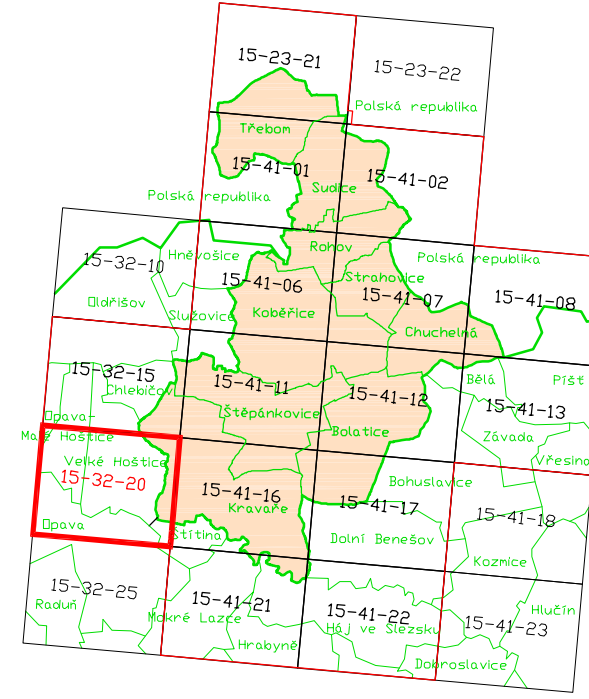 15-23-21
15-23-22
Polská republika
Třebom
15-41-01
Sudice
15-41-02
Polská republika
Rohov
Polská republika
Hněvošice
15-32-10
15-41-06
Strahovice
15-41-07
15-41-08
ldřišov
Služovice
Kobeřice
Chuchelná
15-32-15
Chlebičov
15-41-11
15-41-12
Bělá
Píšť
15-41-13
pava-
Malé Hoštice
Štěpánkovice
Bolatice
Závada
Velké Hoštice
Vřesina
15-32-20
15-41-16
Kravaře
Bohuslavice
15-41-17
15-41-18
pava
Štítina
Dolní Benešov
Kozmice
15-32-25
Raduň
15-41-21
Mokré Lazce
15-41-22
Háj ve Slezsku
15-41-23
Hlučín
Hrabyně
Dobroslavice